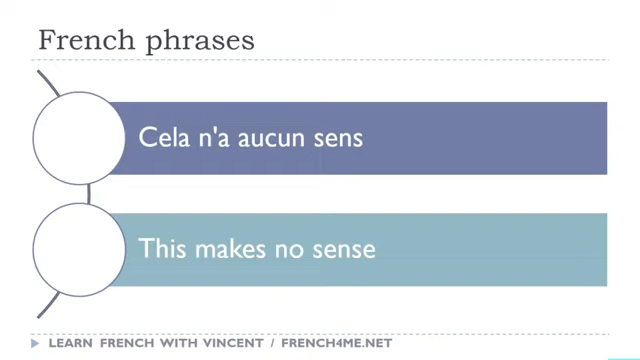 French phrases
Cela n'a aucun sens
This makes no sense
LEARN FRENCH WITH VINCENT / FRENCH4ME.NET